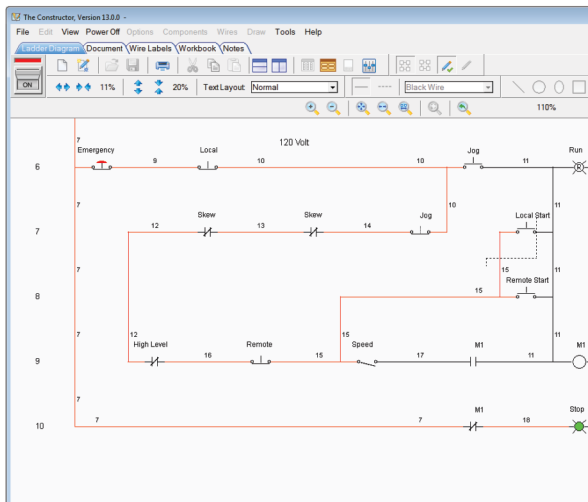 The Constructor, Version 13.0.0 -
File Edit View Power Off Options Components Wires Draw Tools Help
Ladder Diagram Document Wire Labels Workbook Notes
ON
11% 20% Text Layout: Normal Black Wire
110%
7 120 Volt
Emergency Local Jog Run
6 9 10 10 11 R
7 10 11
Skew Skew Jog Local Start
7 12 13 14
7 15 11
Remote Start
8 15
7 12 15 11
High Level Remote Speed M1 M1
9 16 15 17 11
7 M1 Stop
10 7 7 18